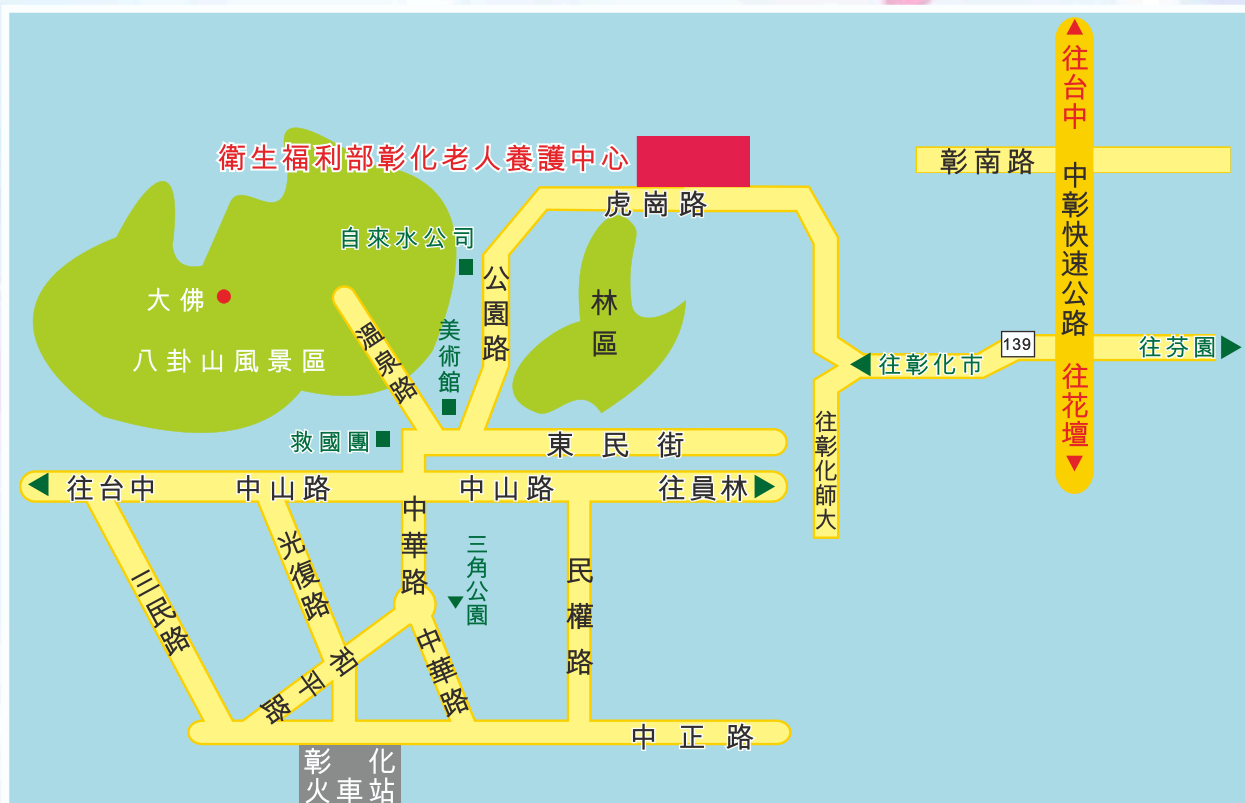 往台中
中彰快速公路
往花壇
彰南路
衛生福利部彰化老人養護中心
虎崗路
自來水公司
公園路
林區
大佛
八卦山風景區
溫泉路
美術館
139
往芬園
往彰化市
往彰化師大
救國團
東民街
往台中
中山路
中山路
往員林
中華路
三角公園
光復路
三民路
民權路
和平路
中華路
中正路
彰化
火車站